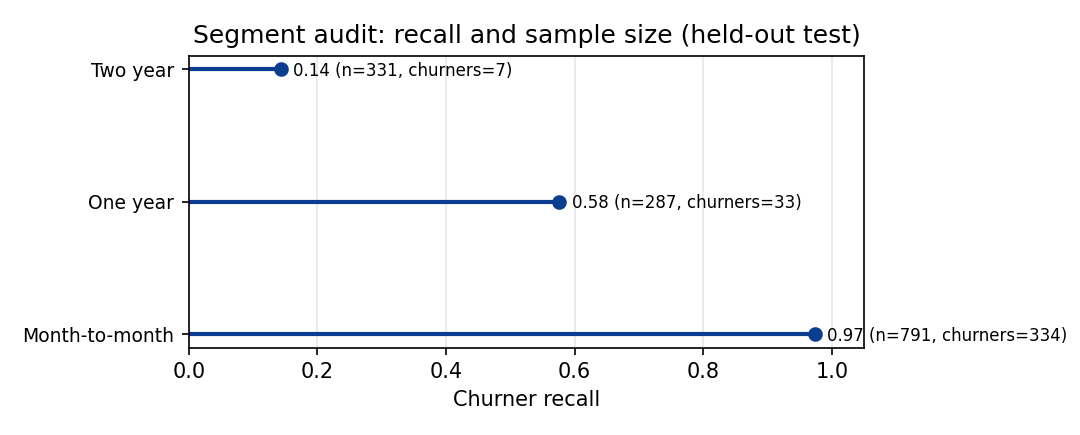 Segment audit: recall and sample size (held-out test)
Two year
0.14 (n=331, churners=7)
One year
0.58 (n=287, churners=33)
Month-to-month
0.97 (n=791, churners=334)
0.0 0.2 0.4 0.6 0.8 1.0
Churner recall